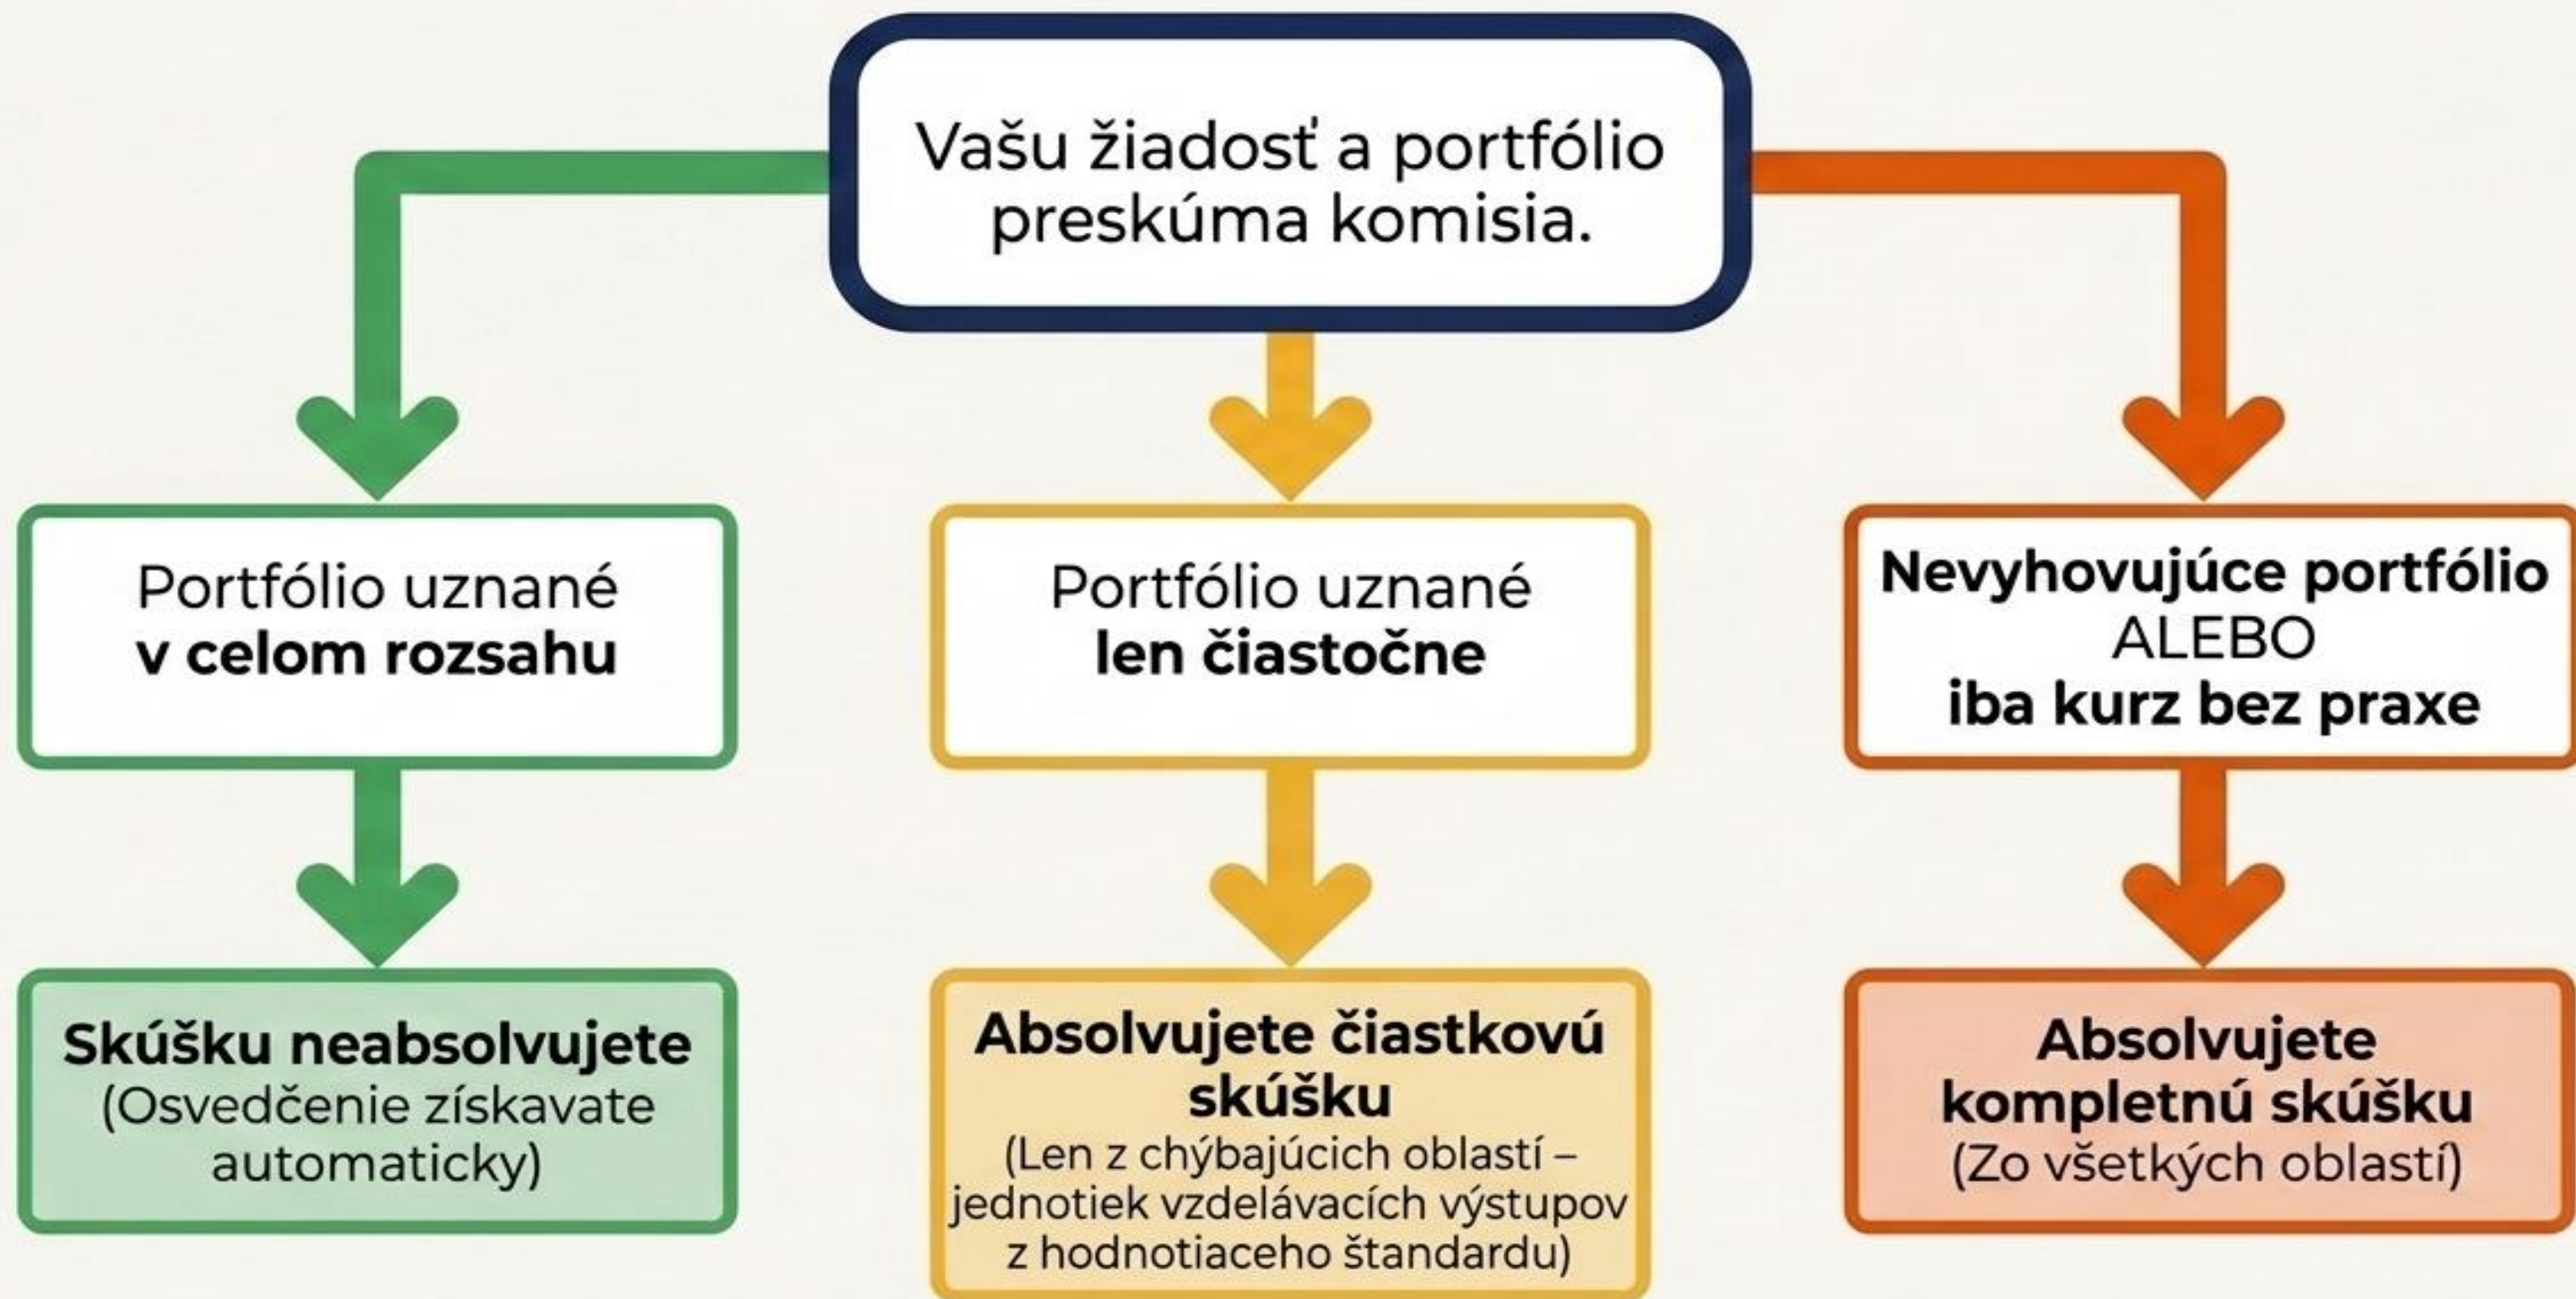 Vašu žiadosť a portfólio
preskúma komisia.
Portfólio uznané
v celom rozsahu
Skúšku neabsolvujete
(Osvedčenie získavate
automaticky)
Portfólio uznané
len čiastočne
Absolvujete čiastkovú
skúšku
(Len z chýbajúcich oblastí –
jednotiek vzdelávacích výstupov
z hodnotiaceho štandardu)
Nevyhovujúce portfólio
ALEBO
iba kurz bez praxe
Absolvujete
kompletnú skúšku
(Zo všetkých oblastí)